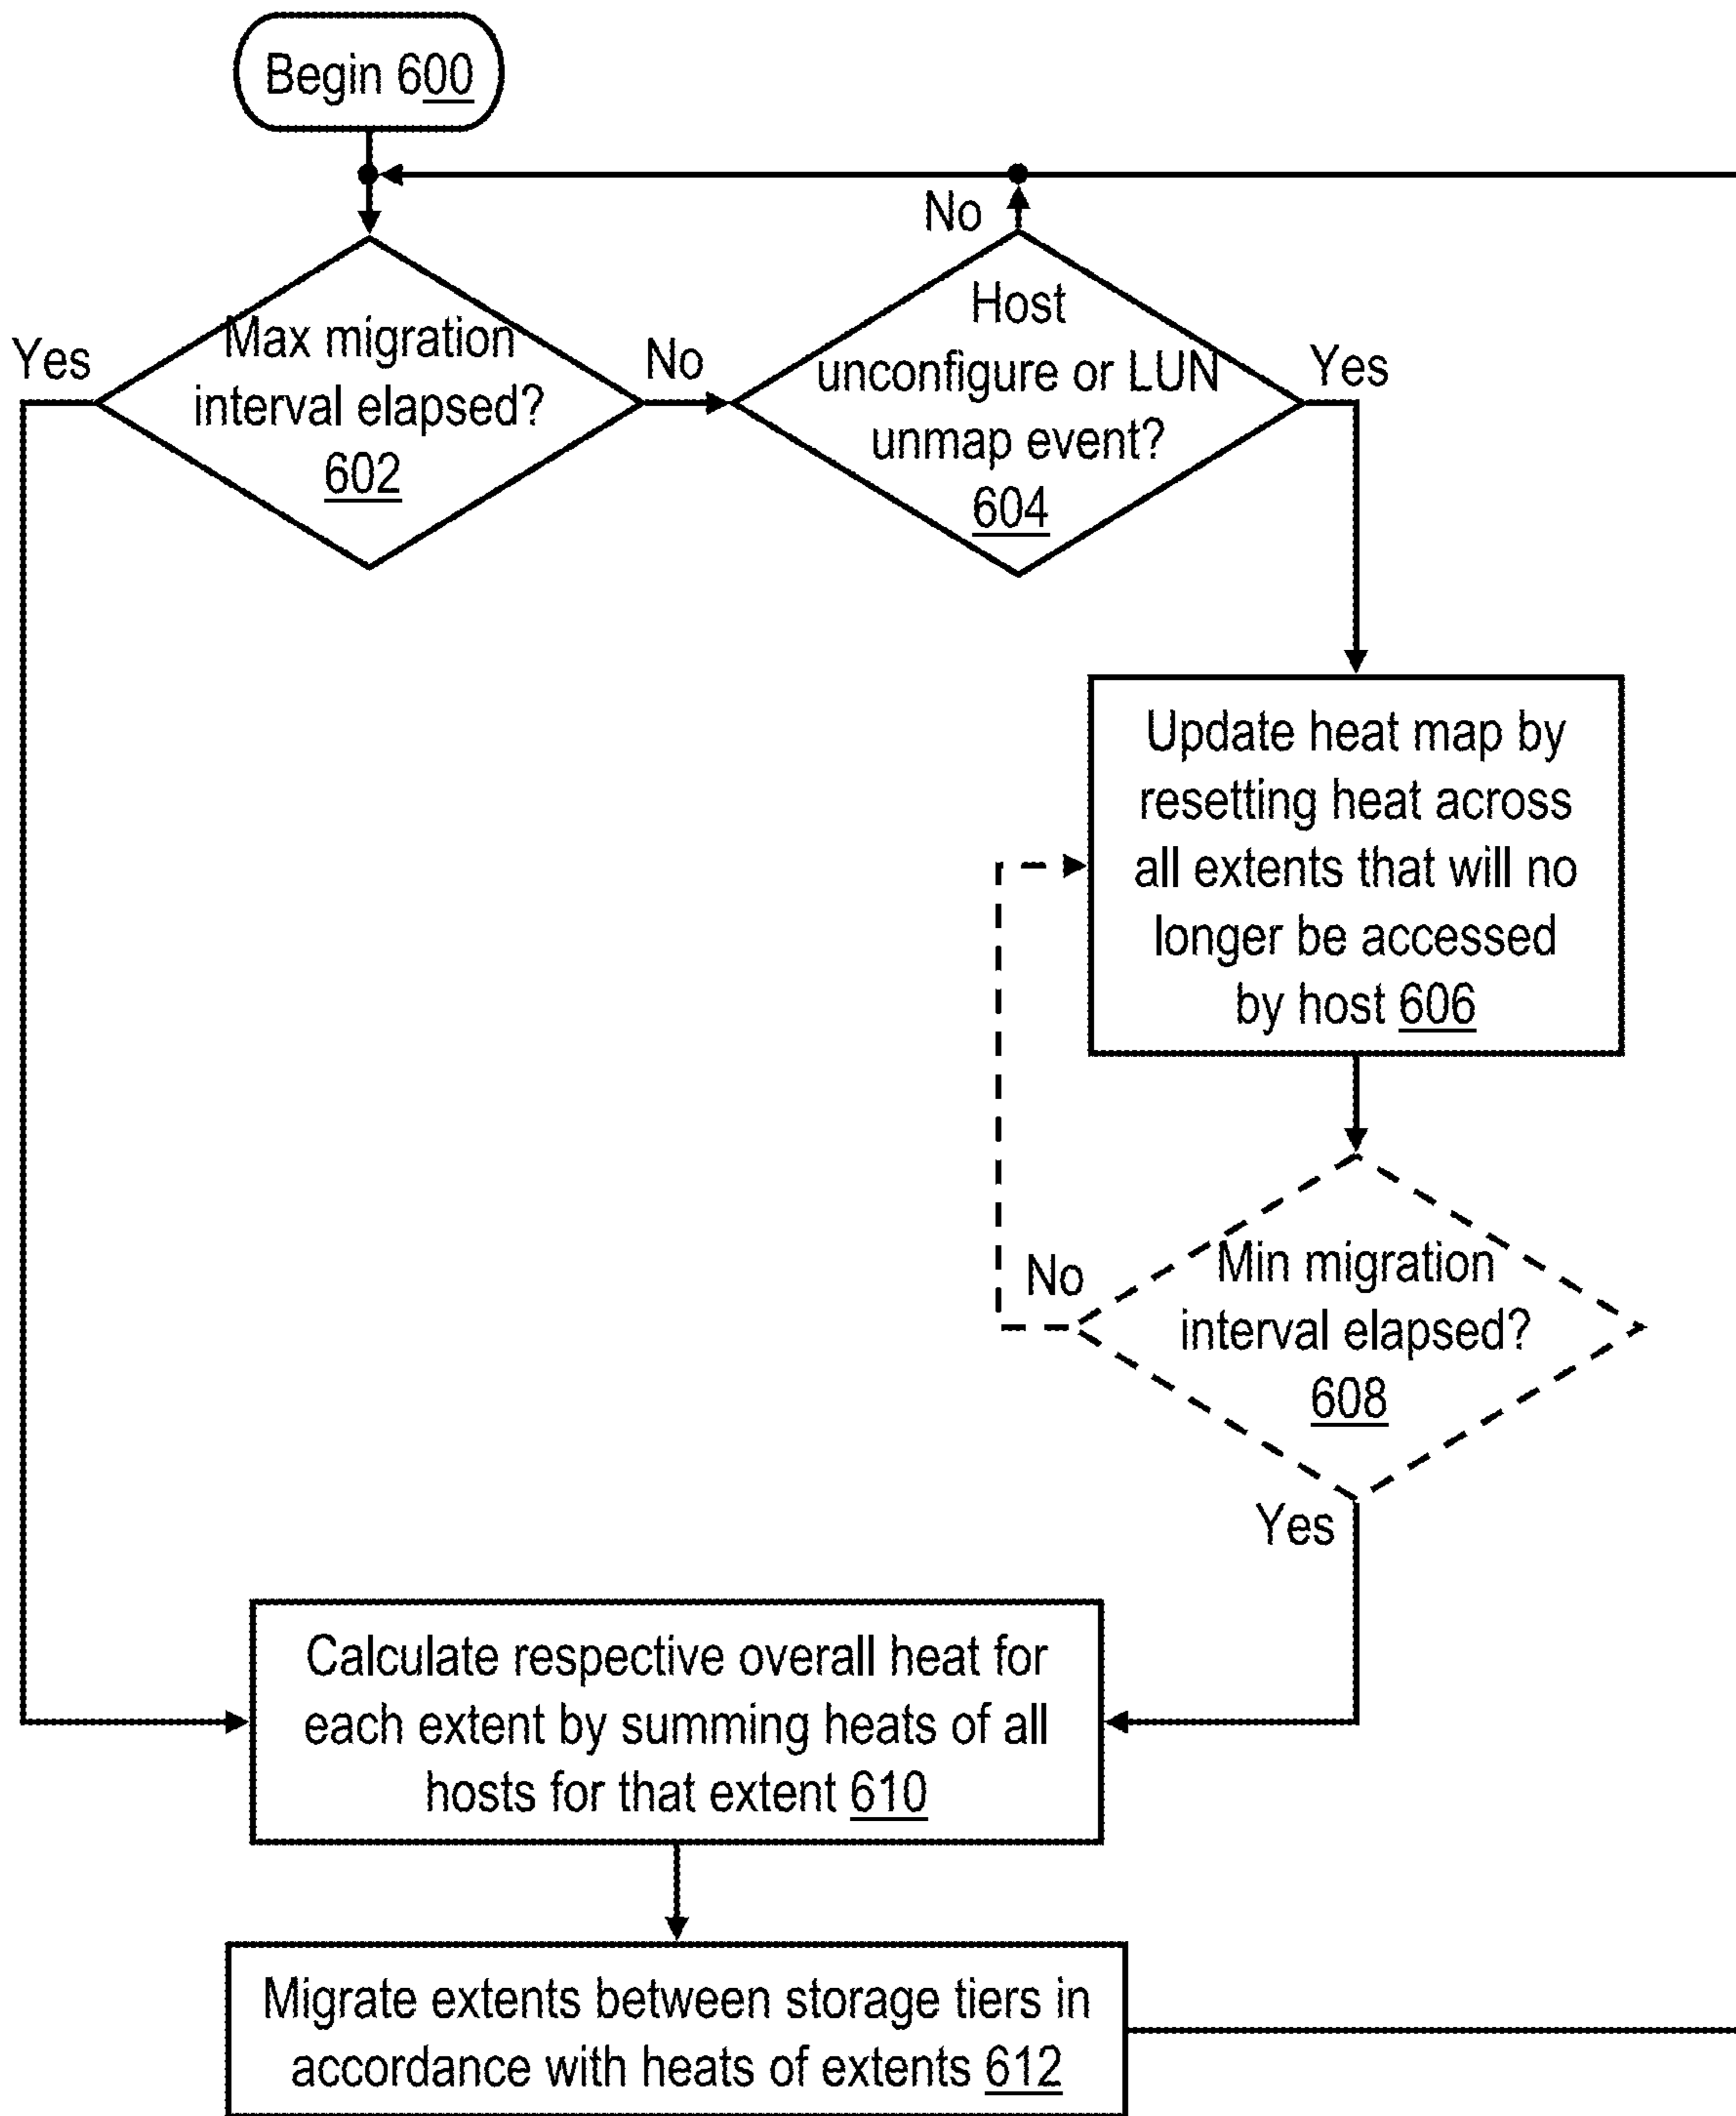 Begin 600
No
Host
unconfigure or LUN
unmap event?
604
Yes
Max migration
interval elapsed?
602
Yes
No
Update heat map by
resetting heat across
all extents that will no
longer be accessed
by host 606
Min migration
interval elapsed?
608
No
Yes
Calculate respective overall heat for
each extent by summing heats of all
hosts for that extent 610
Migrate extents between storage tiers in
accordance with heats of extents 612